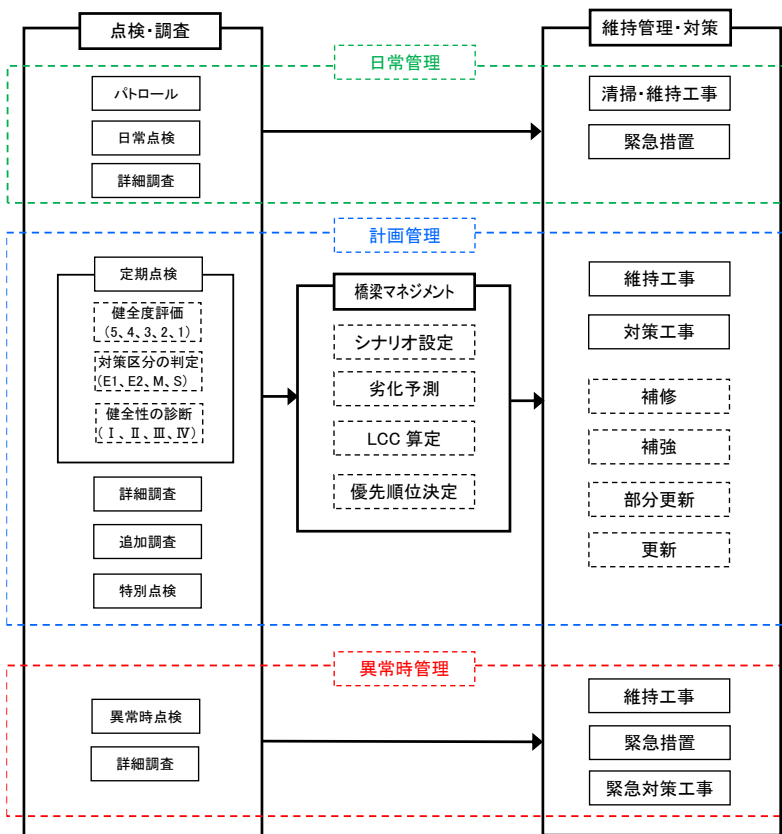 点検・調査
維持管理・対策
日常管理
パトロール
日常点検
詳細調査
清掃・維持工事
緊急措置
計画管理
定期点検
健全度評価
(5、4、3、2、1)
対策区分の判定
(E1、E2、M、S)
健全性の診断
(Ⅰ、Ⅱ、Ⅲ、Ⅳ)
詳細調査
追加調査
特別点検
橋梁マネジメント
シナリオ設定
劣化予測
LCC 算定
優先順位決定
維持工事
対策工事
補修
補強
部分更新
更新
異常時管理
異常時点検
詳細調査
維持工事
緊急措置
緊急対策工事